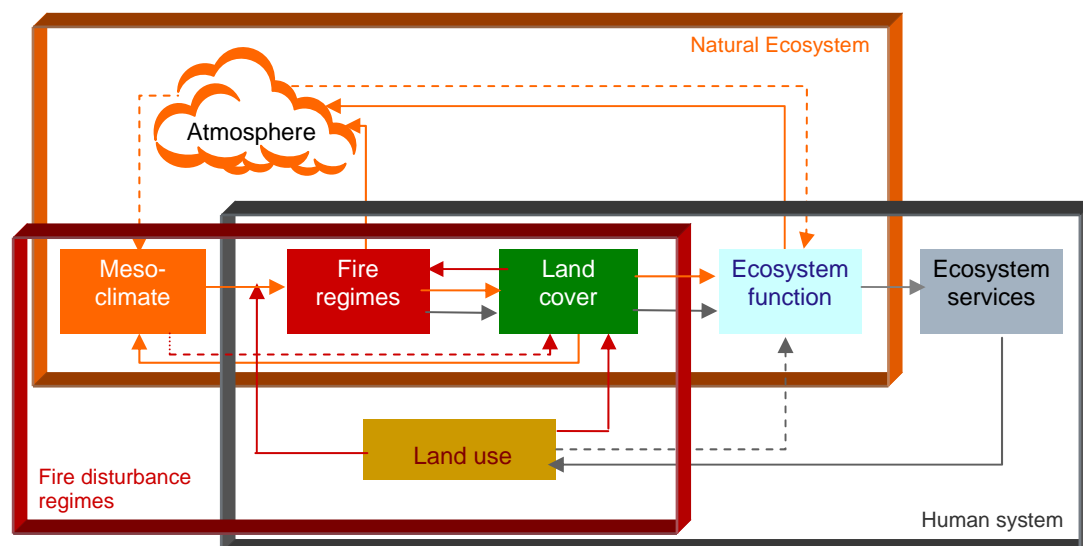 Natural Ecosystem
Atmosphere
Meso-
climate
Fire
regimes
Land
cover
Ecosystem
function
Ecosystem
services
Land use
Fire disturbance
regimes
Human system